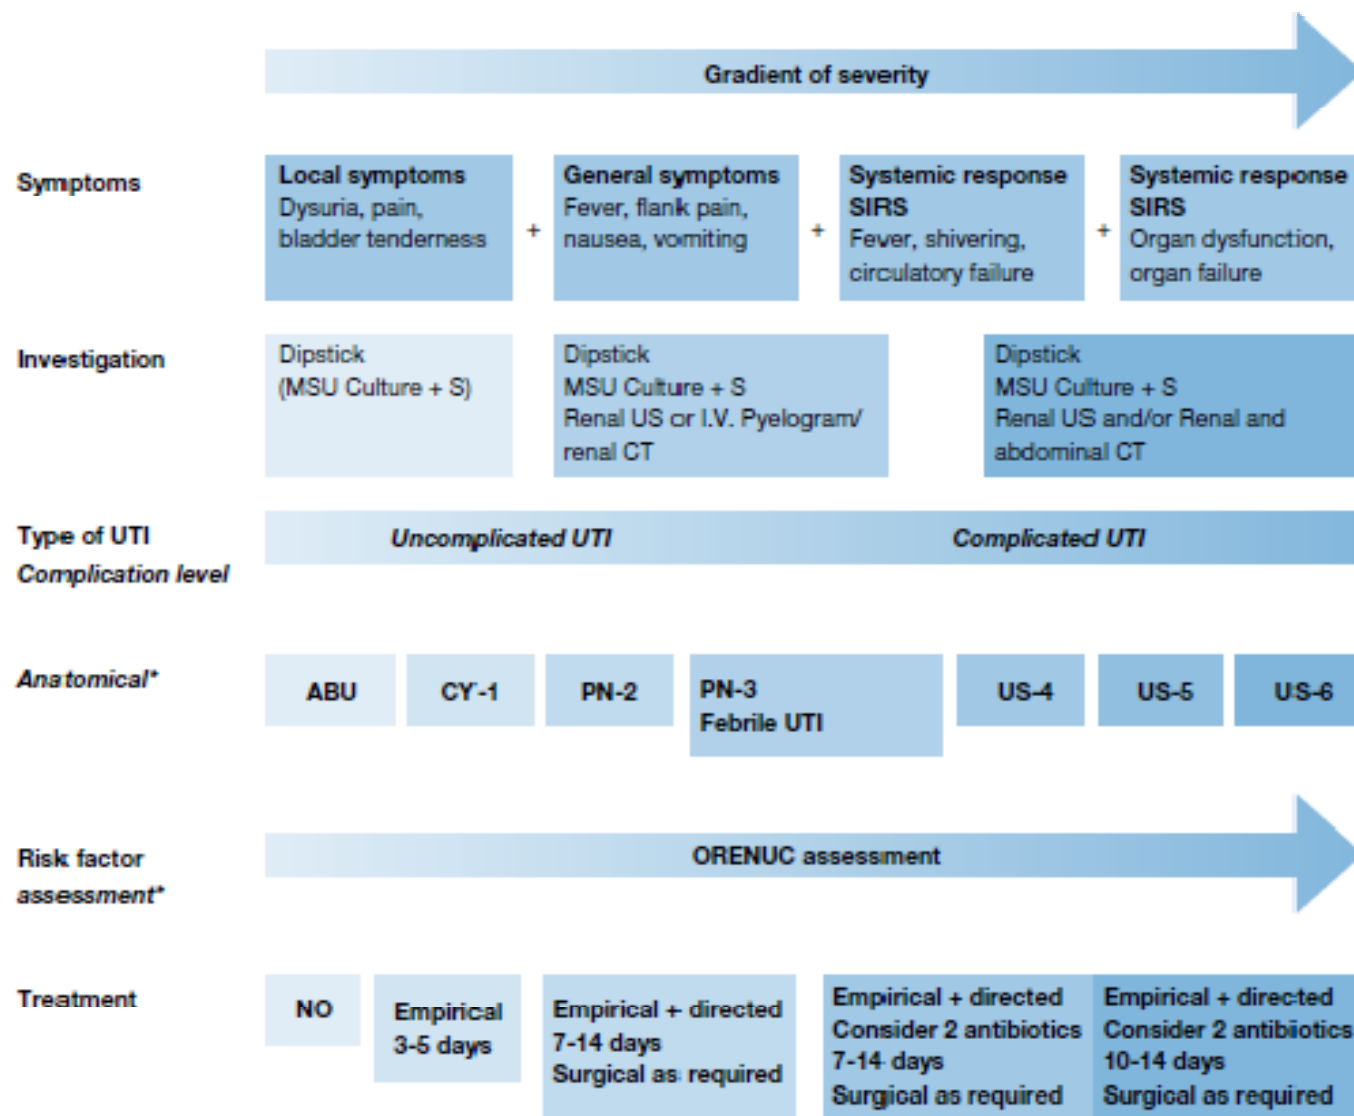 Gradient of severity
Symptoms
Local symptoms
Dysuria, pain,
bladder tenderness
+
General symptoms
Fever, flank pain,
nausea, vomiting
+
Systemic response
SIRS
Fever, shivering,
circulatory failure
+
Systemic response
SIRS
Organ dysfunction,
organ failure
Investigation
Dipstick
(MSU Culture + S)
Dipstick
MSU Culture + S
Renal US or I.V. Pyelogram/
renal CT
Dipstick
MSU Culture + S
Renal US and/or Renal and
abdominal CT
Type of UTI
Complication level
Uncomplicated UTI
Complicated UTI
Anatomical*
ABU
CY-1
PN-2
PN-3
Febrile UTI
US-4
US-5
US-6
Risk factor
assessment*
ORENUC assessment
Treatment
NO
Empirical
3-5 days
Empirical + directed
7-14 days
Surgical as required
Empirical + directed
Consider 2 antibiotics
7-14 days
Surgical as required
Empirical + directed
Consider 2 antibiotics
10-14 days
Surgical as required